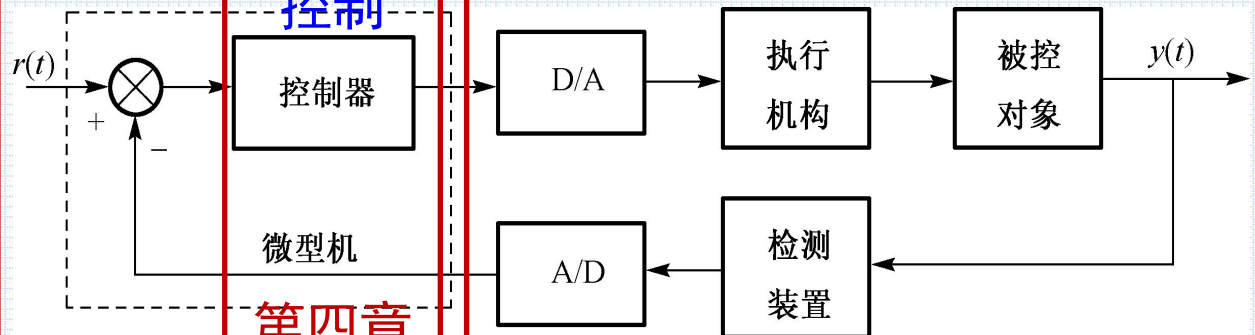 控制
r(t)
+
−
控制器
D/A
执行
机构
被控
对象
y(t)
微型机
A/D
检测
装置
第四章